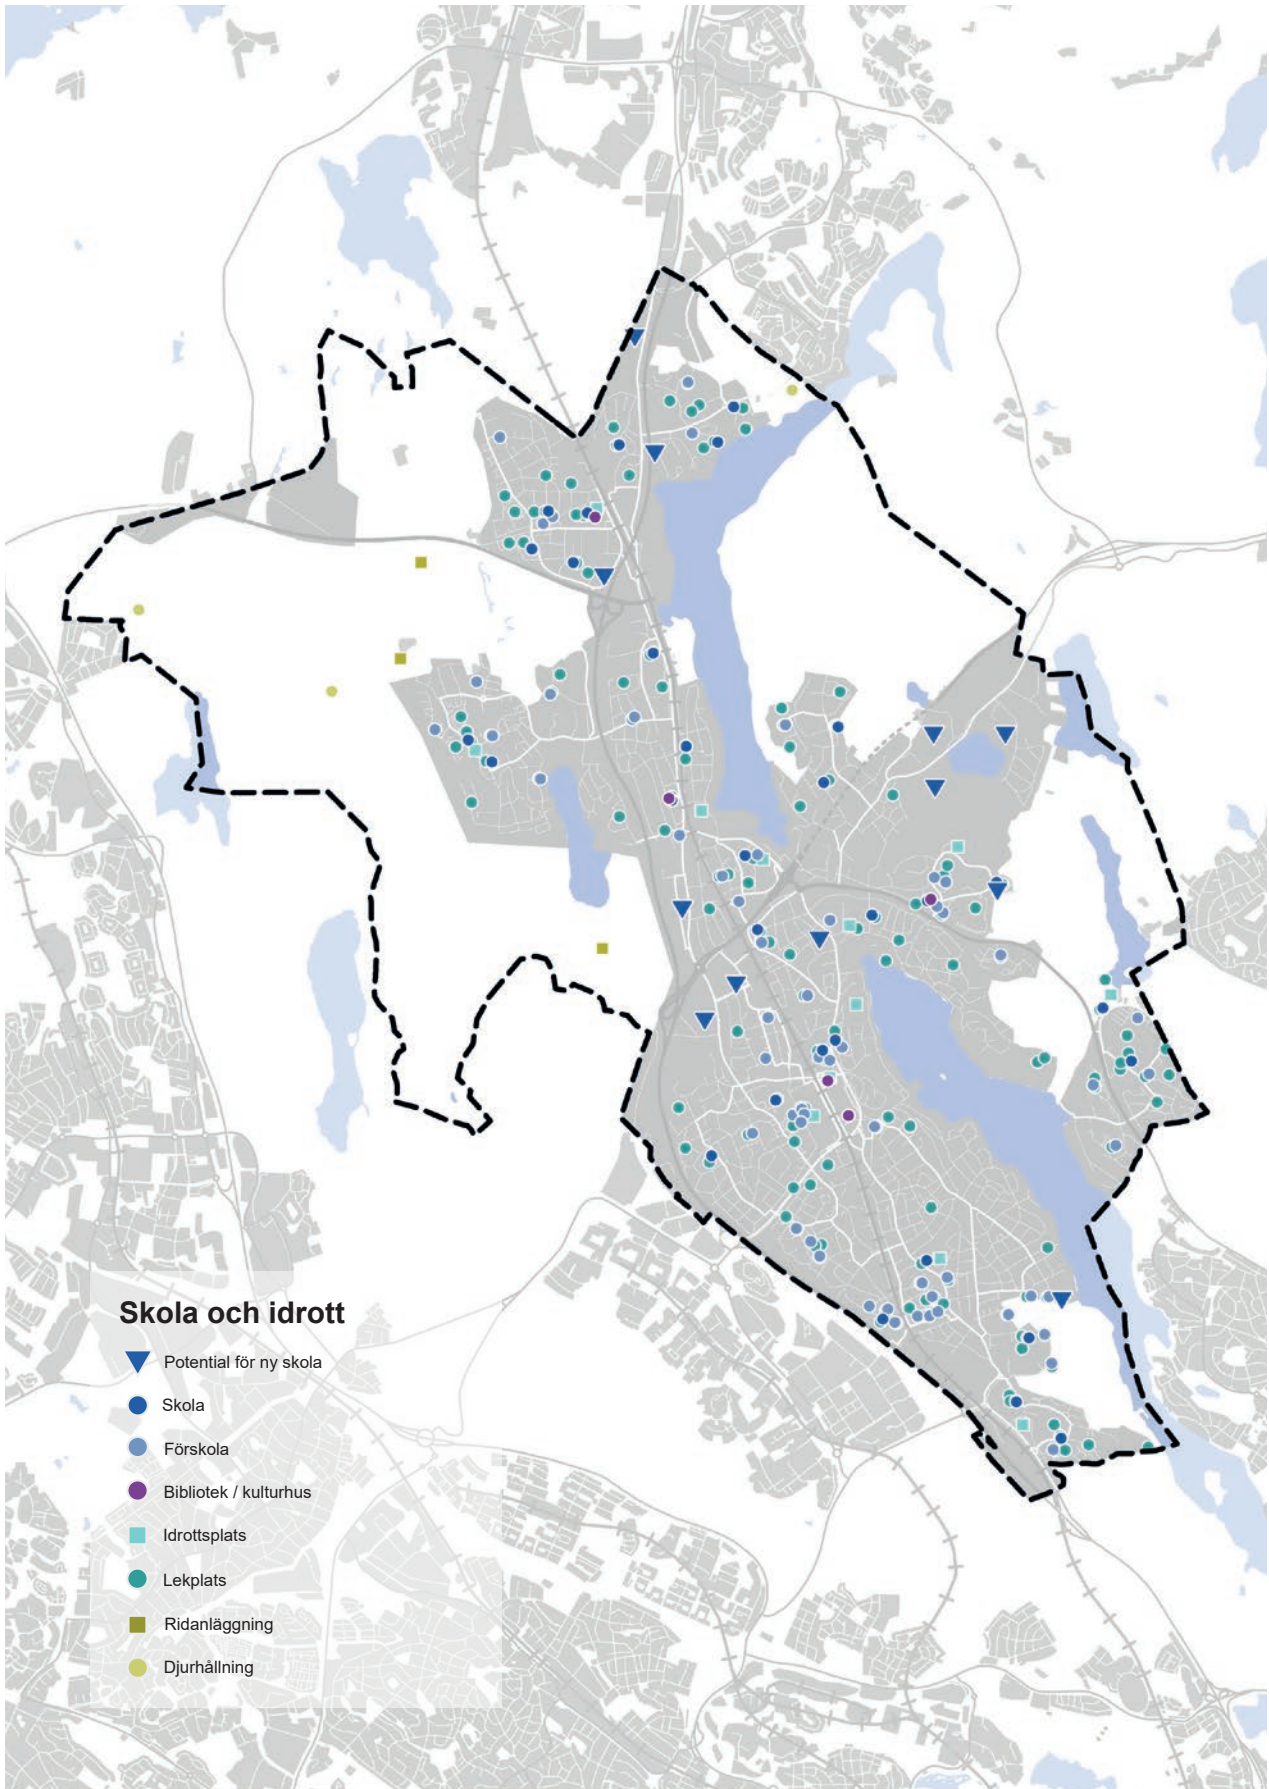 Skola och idrott
Potential för ny skola
Skola
Förskola
Bibliotek / kulturhus
Idrottsplats
Lekplats
Ridanläggning
Djurhållning